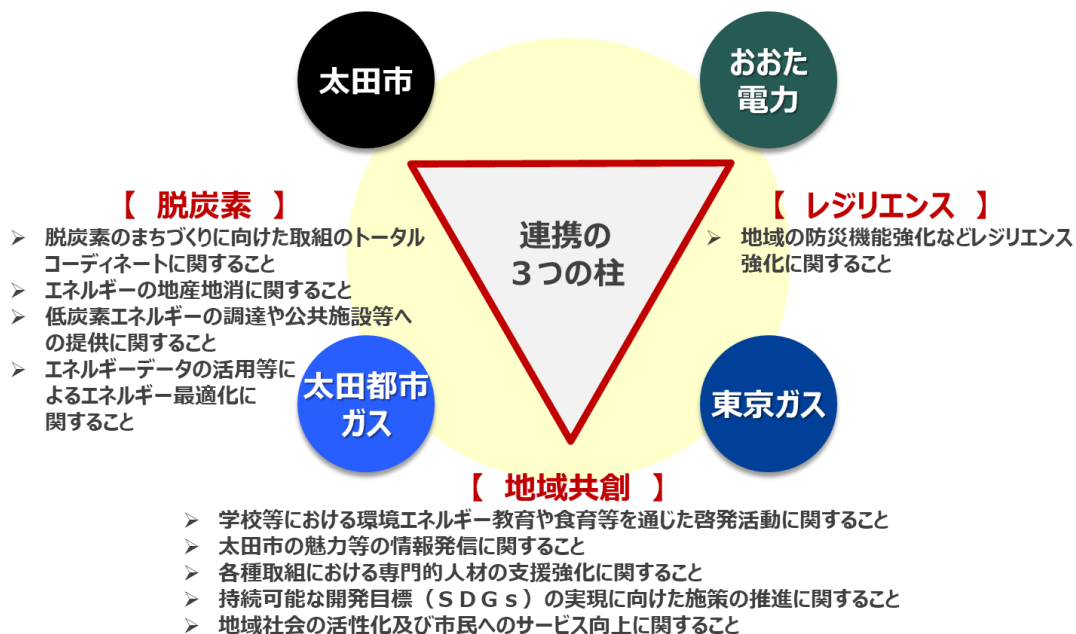 太田市
おおた
電力
【 脱炭素 】
➢ 脱炭素のまちづくりに向けた取組のトータル
コーディネートに関すること
➢ エネルギーの地産地消に関すること
➢ 低炭素エネルギーの調達や公共施設等へ
の提供に関すること
➢ エネルギーデータの活用等に
よるエネルギー最適化に
関すること
連携の
３つの柱
【 レジリエンス 】
➢ 地域の防災機能強化などレジリエンス
強化に関すること
太田都市
ガス
東京ガス
【 地域共創 】
➢ 学校等における環境エネルギー教育や食育等を通じた啓発活動に関すること
➢ 太田市の魅力等の情報発信に関すること
➢ 各種取組における専門的人材の支援強化に関すること
➢ 持続可能な開発目標（ＳＤＧｓ）の実現に向けた施策の推進に関すること
➢ 地域社会の活性化及び市民へのサービス向上に関すること